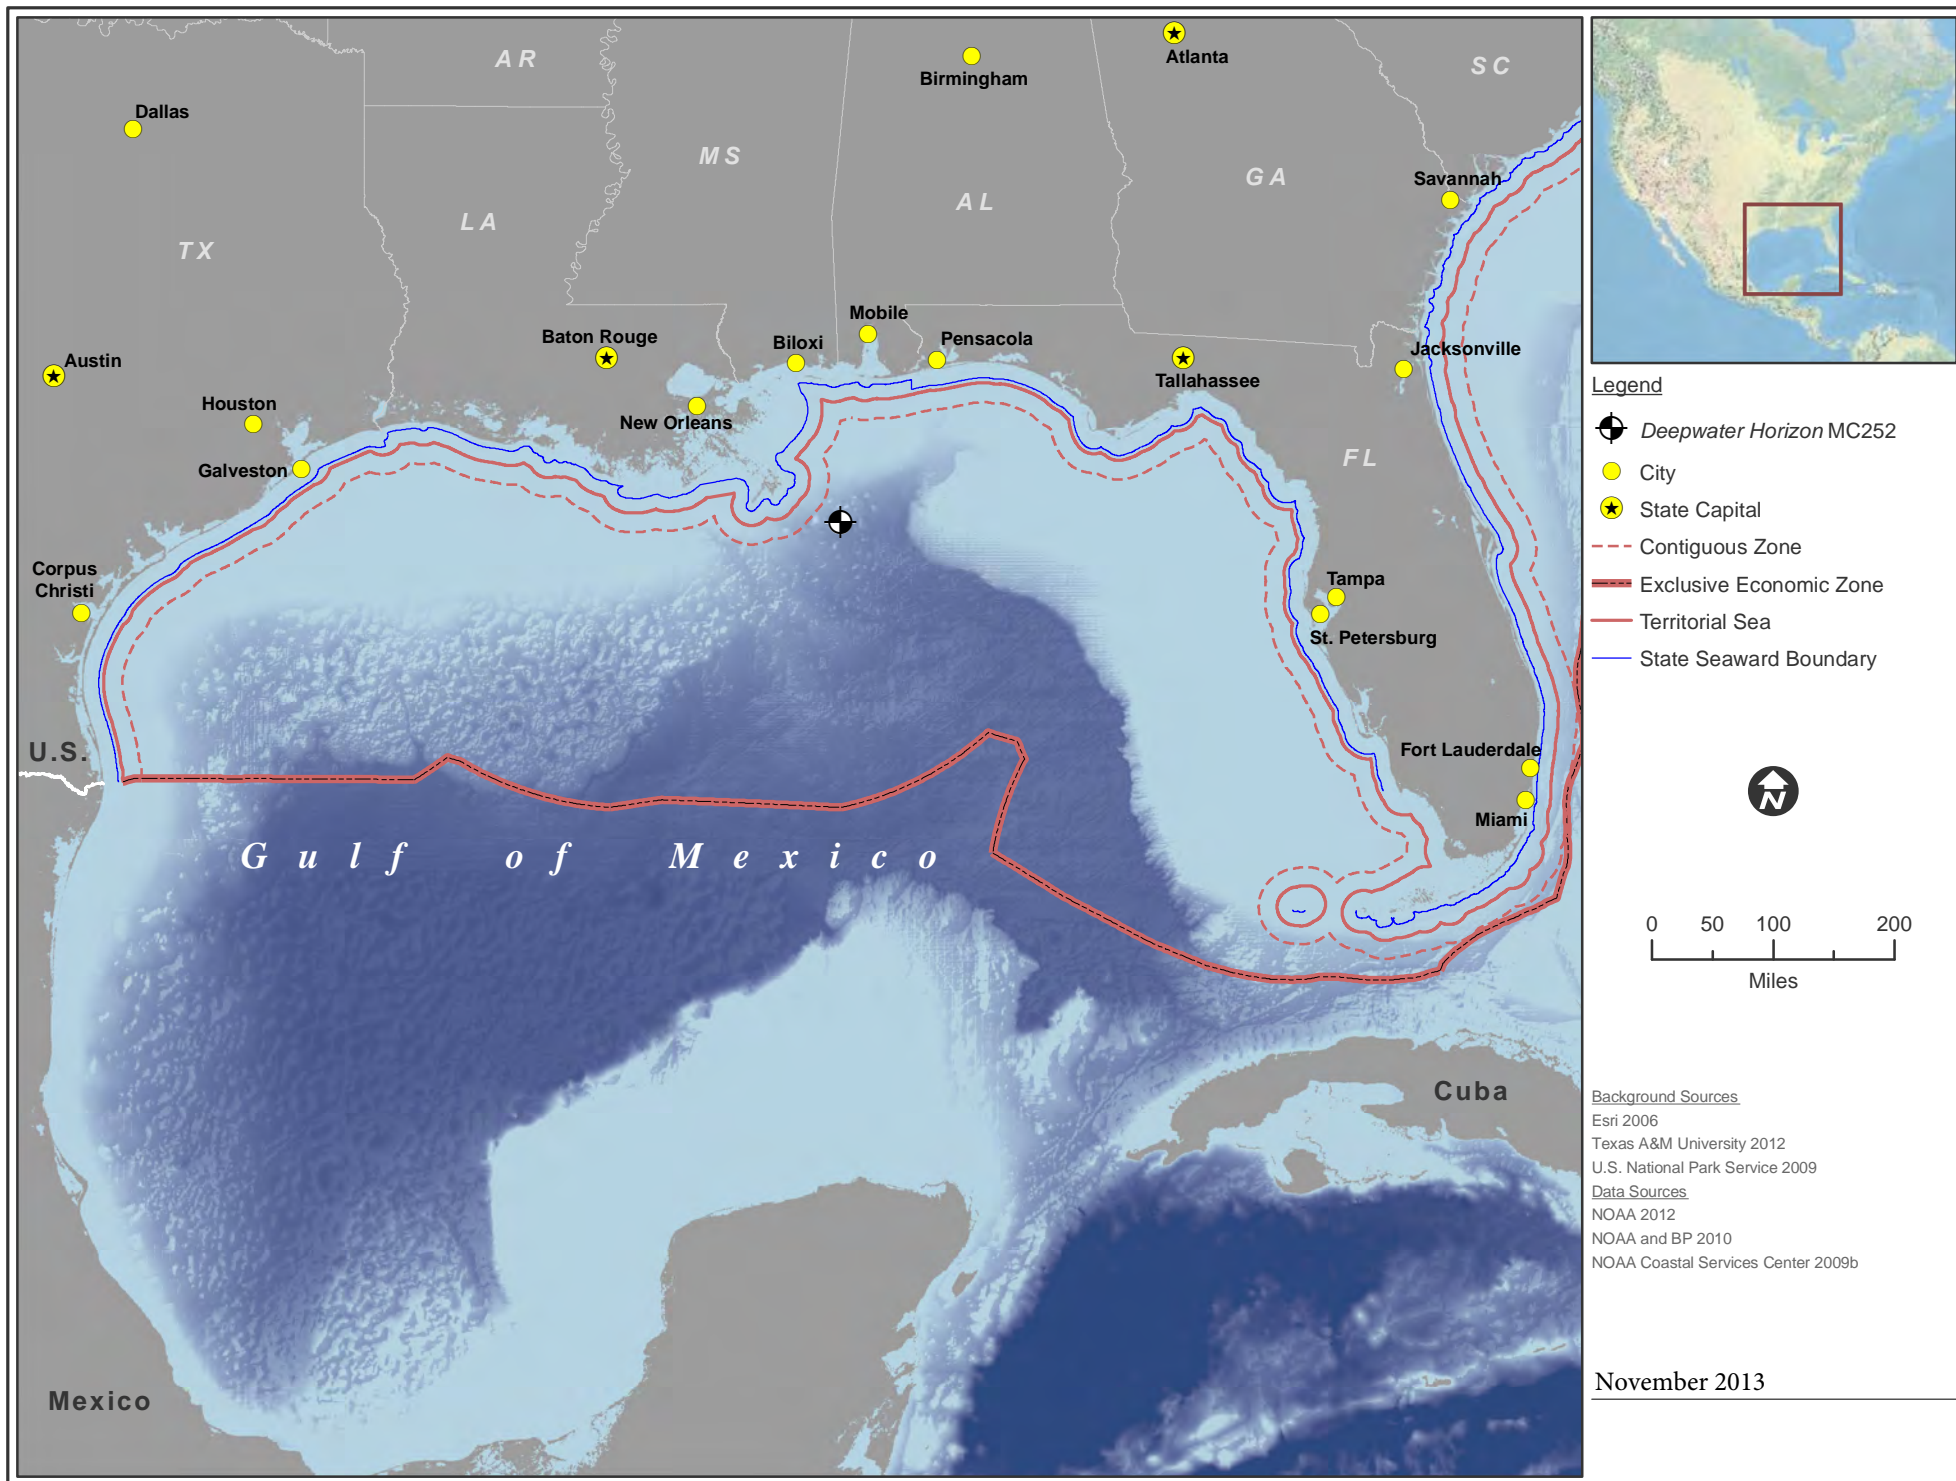 Atlanta
Birmingham
AR
SC
Dallas
MS
GA
Savannah
AL
LA
TX
Mobile
Baton Rouge
Biloxi
Pensacola
Jacksonville
Austin
Tallahassee
Houston
New Orleans
FL
Galveston
Corpus
Christi
Tampa
St. Petersburg
U.S.
Fort Lauderdale
Miami
Gulf of Mexico
Cuba
Mexico
Legend
Deepwater Horizon MC252
City
State Capital
Contiguous Zone
Exclusive Economic Zone
Territorial Sea
State Seaward Boundary
N
0 50 100 200
Miles
Background Sources
Esri 2006
Texas A&M University 2012
U.S. National Park Service 2009
Data Sources
NOAA 2012
NOAA and BP 2010
NOAA Coastal Services Center 2009b
November 2013